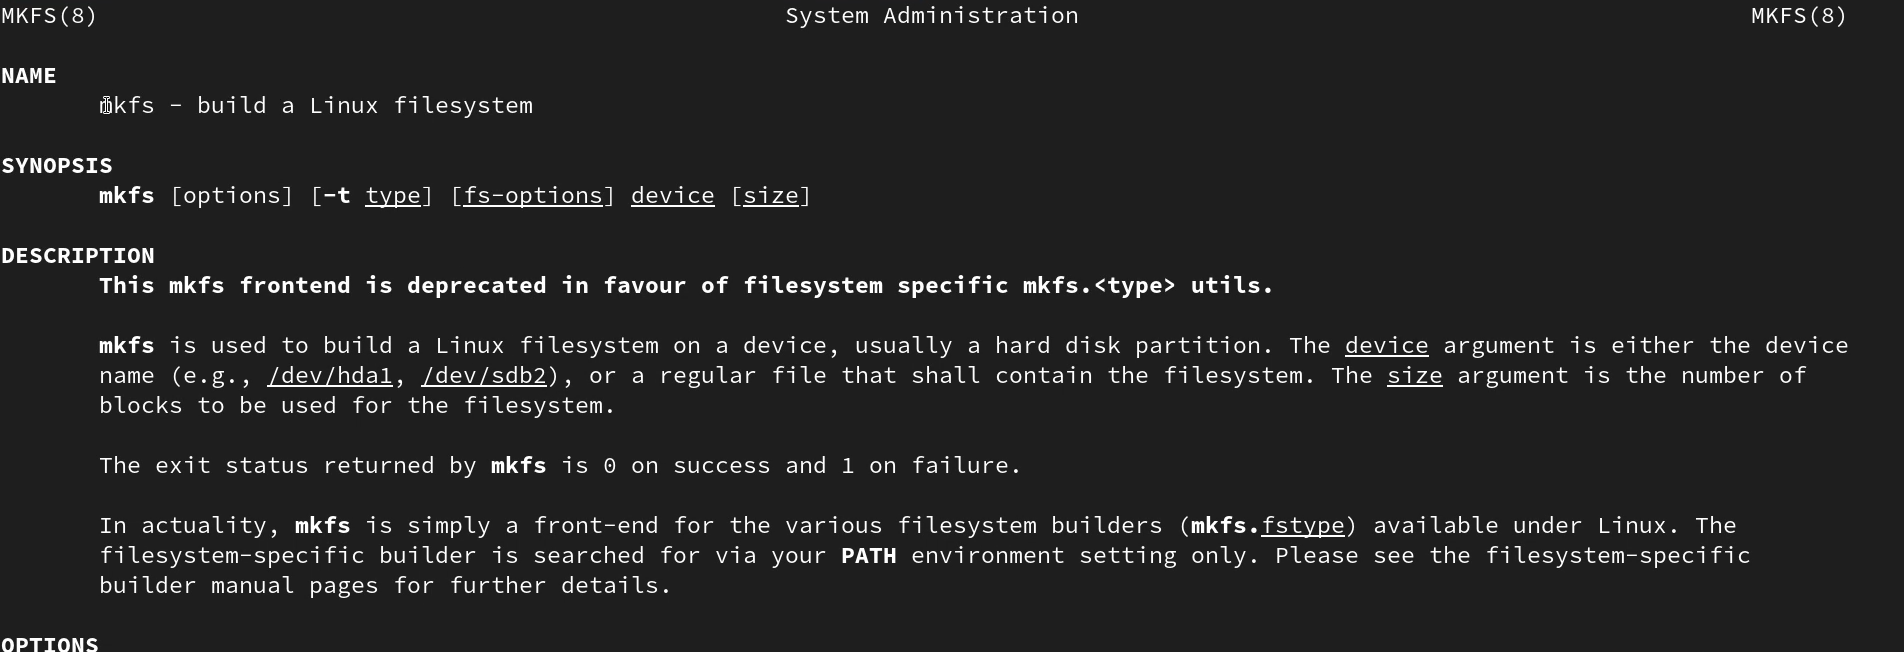 MKFS(8) System Administration MKFS(8)
NAME
mkfs - build a Linux filesystem
SYNOPSIS
mkfs [options] [-t type] [fs-options] device [size]
DESCRIPTION
This mkfs frontend is deprecated in favour of filesystem specific mkfs.<type> utils.
mkfs is used to build a Linux filesystem on a device, usually a hard disk partition. The device argument is either the device
name (e.g., /dev/hda1, /dev/sdb2), or a regular file that shall contain the filesystem. The size argument is the number of
blocks to be used for the filesystem.
The exit status returned by mkfs is 0 on success and 1 on failure.
In actuality, mkfs is simply a front-end for the various filesystem builders (mkfs.fstype) available under Linux. The
filesystem-specific builder is searched for via your PATH environment setting only. Please see the filesystem-specific
builder manual pages for further details.
OPTIONS